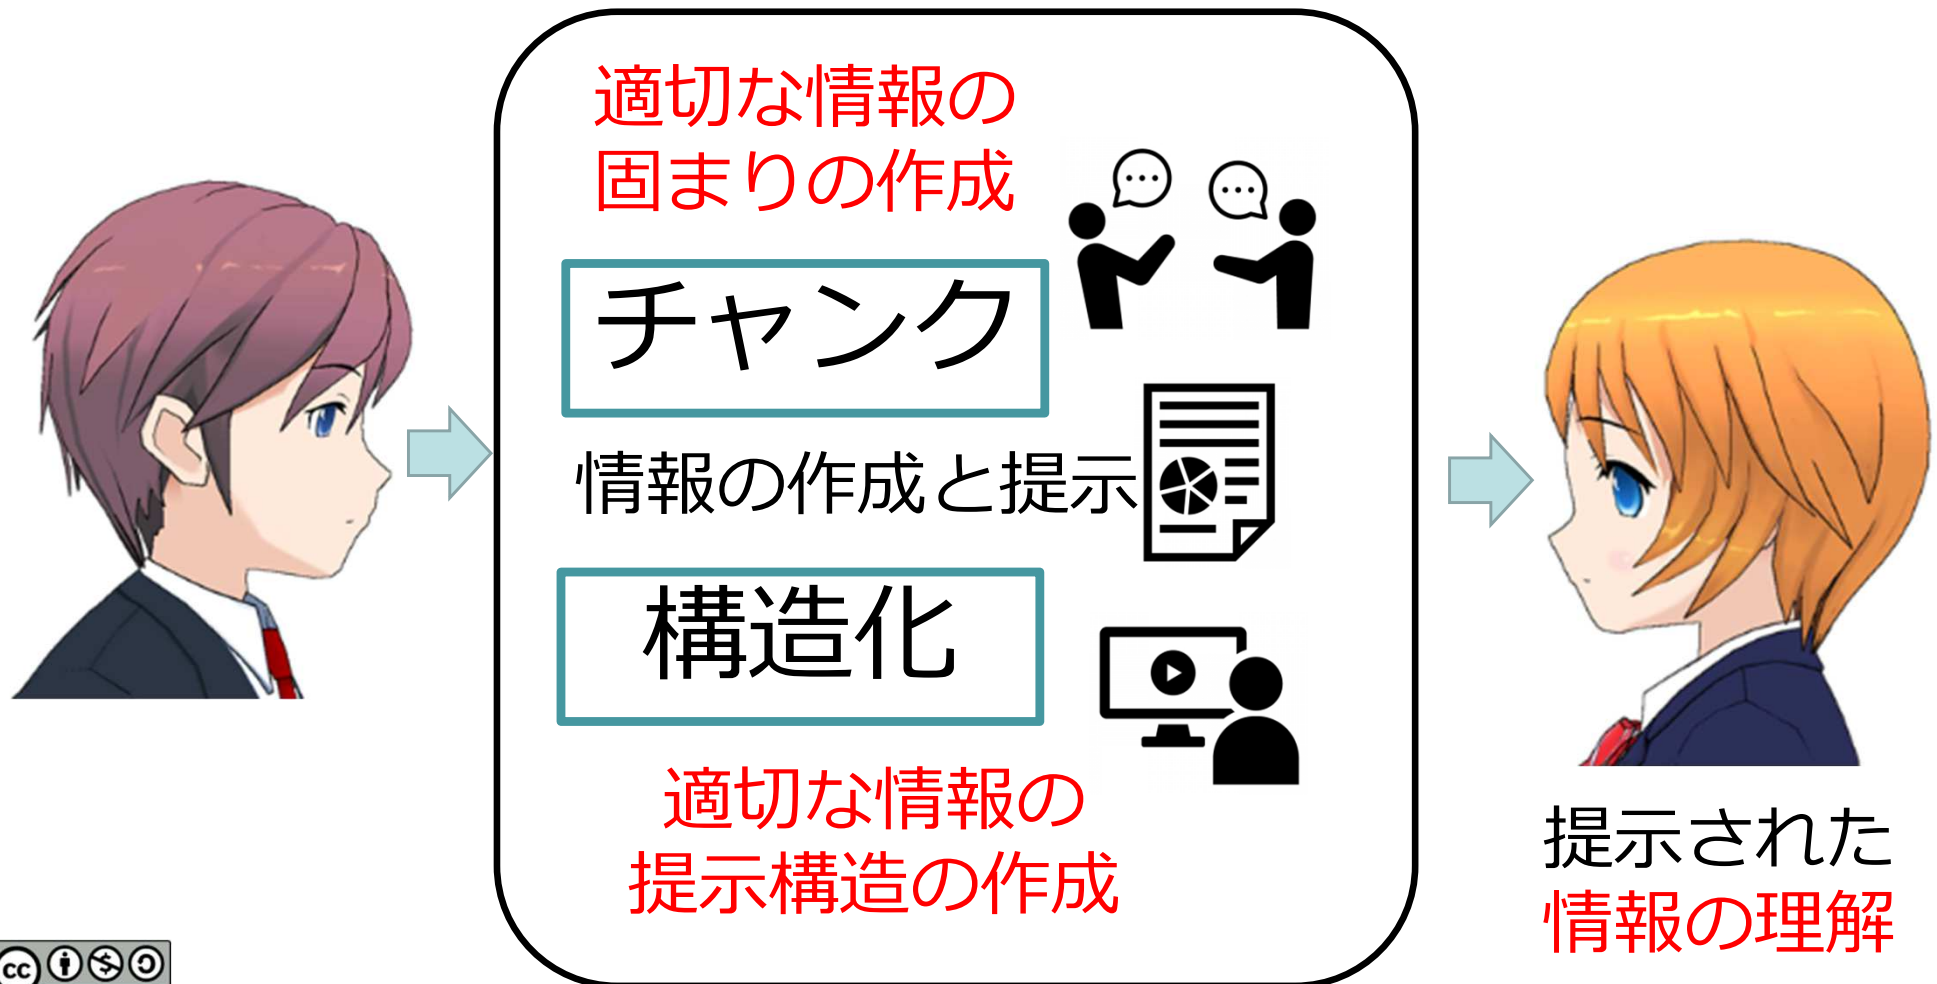 適切な情報の
固まりの作成
チャンク
情報の作成と提示
構造化
適切な情報の
提示構造の作成
提示された
情報の理解
cc